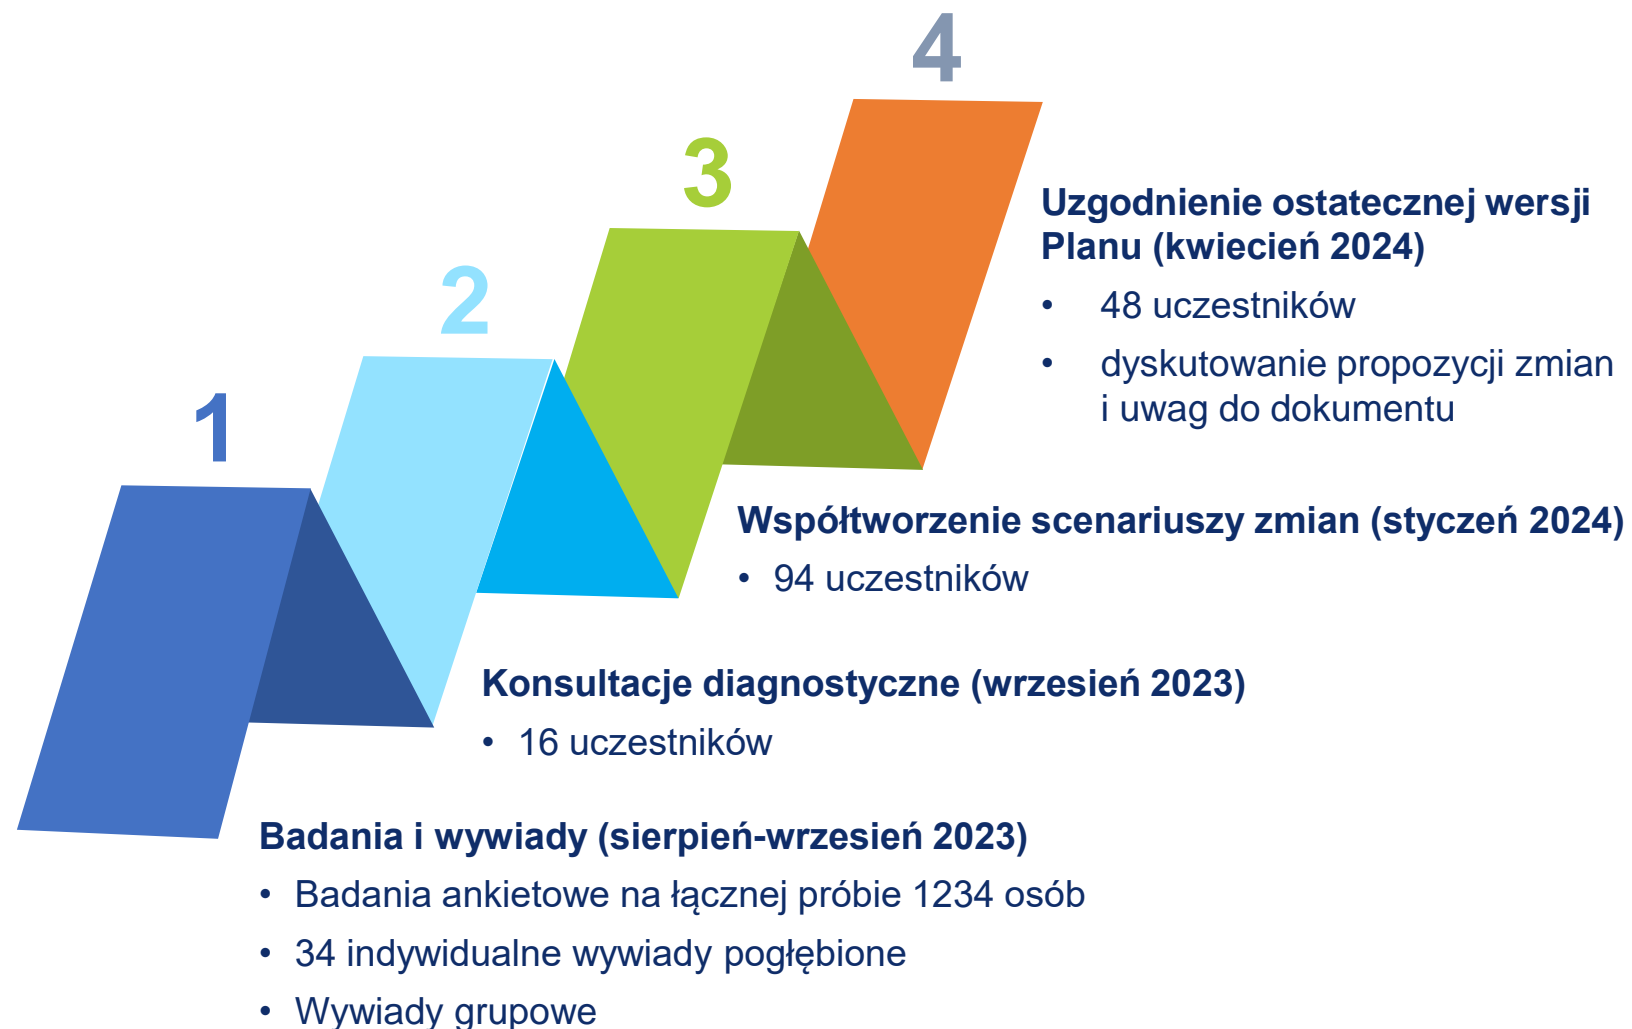 4
3
2
1
Uzgodnienie ostatecznej wersji
Planu (kwiecień 2024)
• 48 uczestników
• dyskutowanie propozycji zmian
i uwag do dokumentu
Współtworzenie scenariuszy zmian (styczeń 2024)
• 94 uczestników
Konsultacje diagnostyczne (wrzesień 2023)
• 16 uczestników
Badania i wywiady (sierpień-wrzesień 2023)
• Badania ankietowe na łącznej próbie 1234 osób
• 34 indywidualne wywiady pogłębione
• Wywiady grupowe